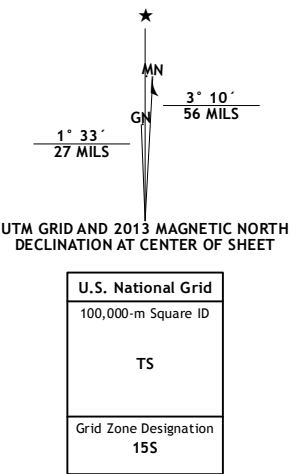 ★
MN
3° 10´
56 MILS
GN
1° 33´
27 MILS
UTM GRID AND 2013 MAGNETIC NORTH
DECLINATION AT CENTER OF SHEET
U.S. National Grid
100,000-m Square ID
TS
Grid Zone Designation
15S